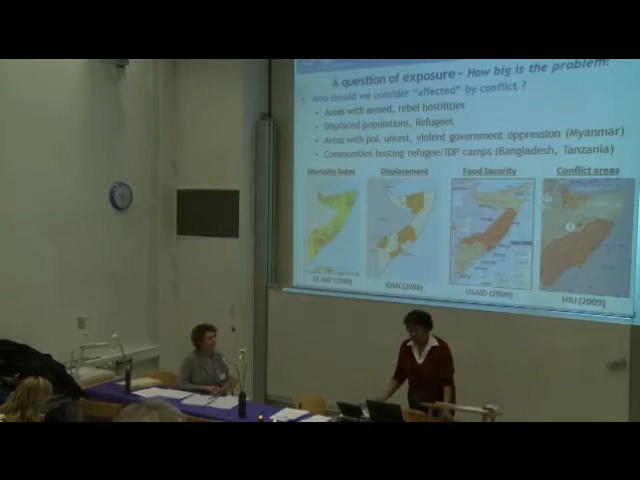 A question of exposure – How big is the problem?
Who should we consider "affected" by conflict ?
Areas with armed, rebel hostilities
Displaced populations, Refugees
Areas with pol. unrest, violent government oppression (Myanmar)
Communities hosting refugee/IDP camps (Bangladesh, Tanzania)
Mortality Rates Displacement Food Security Conflict areas
IDMC(2008) USAID (2009) HIU (2009)